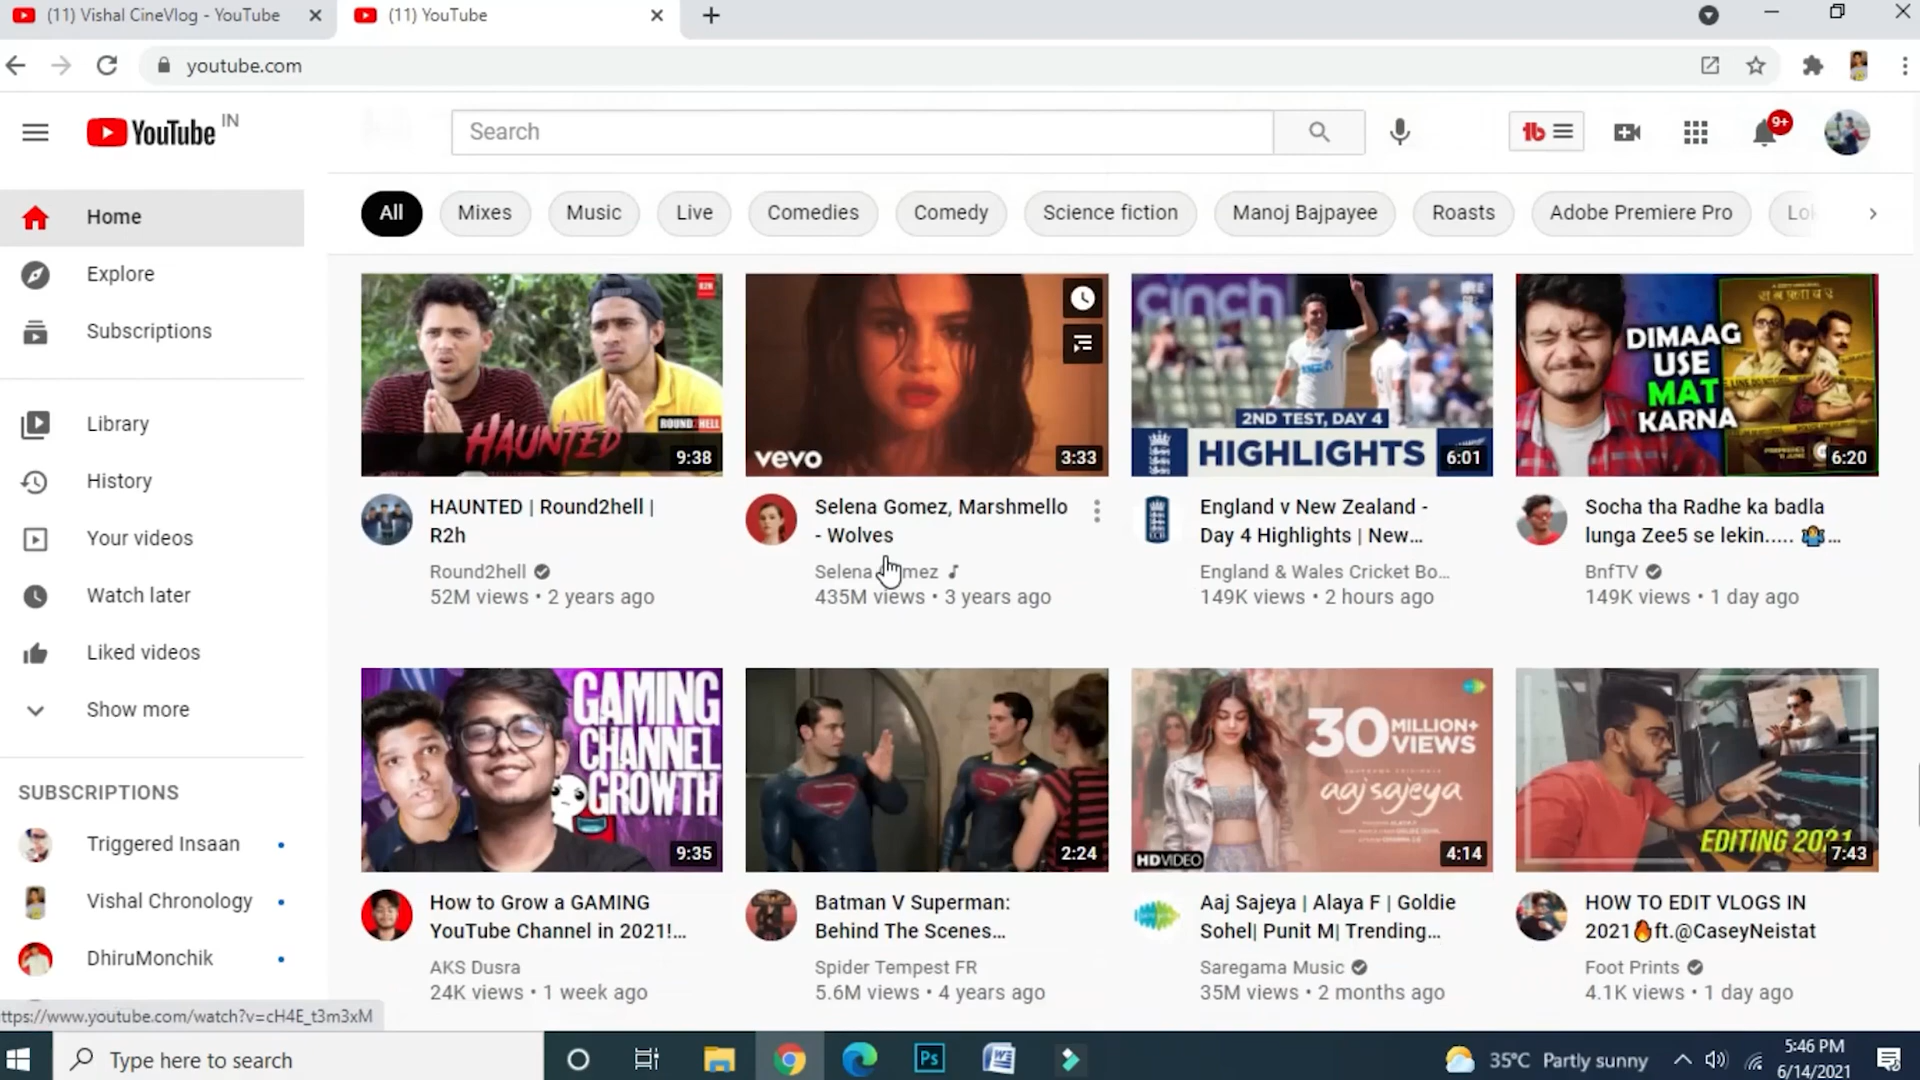 (11) Vishal CineVlog - YouTube
(11) YouTube
youtube.com
YouTube IN
Search
9+
Home
Explore
Subscriptions
Library
History
Your videos
Watch later
Liked videos
Show more
SUBSCRIPTIONS
Triggered Insaan
Vishal Chronology
DhiruMonchik
All
Mixes
Music
Live
Comedies
Comedy
Science fiction
Manoj Bajpayee
Roasts
Adobe Premiere Pro
HAUNTED
ROUND2HELL
9:38
HAUNTED | Round2hell |
R2h
Round2hell
52M views • 2 years ago
vevo
3:33
Selena Gomez, Marshmello
- Wolves
Selena Gomez
435M views • 3 years ago
cinch
2ND TEST, DAY 4
HIGHLIGHTS
6:01
England v New Zealand -
Day 4 Highlights | New...
England & Wales Cricket Bo...
149K views • 2 hours ago
DIMAAG
USE
MAT
KARNA
6:20
Socha tha Radhe ka badla
lunga Zee5 se lekin..... 🤷‍♂️...
BnfTV
149K views • 1 day ago
GAMING
CHANNEL
GROWTH
9:35
How to Grow a GAMING
YouTube Channel in 2021!...
AKS Dusra
24K views • 1 week ago
2:24
Batman V Superman:
Behind The Scenes...
Spider Tempest FR
5.6M views • 4 years ago
30 MILLION+
VIEWS
aaj sajeya
HD VIDEO
4:14
Aaj Sajeya | Alaya F | Goldie
Sohel| Punit M| Trending...
Saregama Music
35M views • 2 months ago
EDITING 2021
7:43
HOW TO EDIT VLOGS IN
2021🔥ft.@CaseyNeistat
Foot Prints
4.1K views • 1 day ago
ttps://www.youtube.com/watch?v=cH4E_t3m3xM
Type here to search
Ps
35°C Partly sunny
5:46 PM
6/14/2021